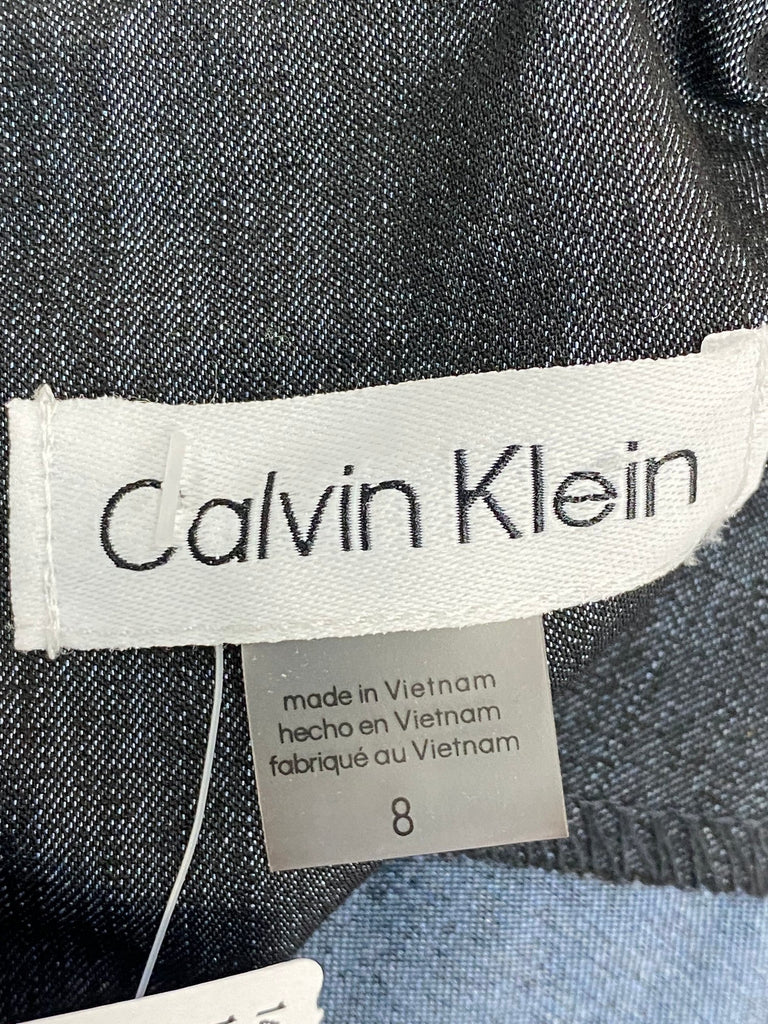 Calvin Klein
made in Vietnam
hecho en Vietnam
fabriqué au Vietnam
8